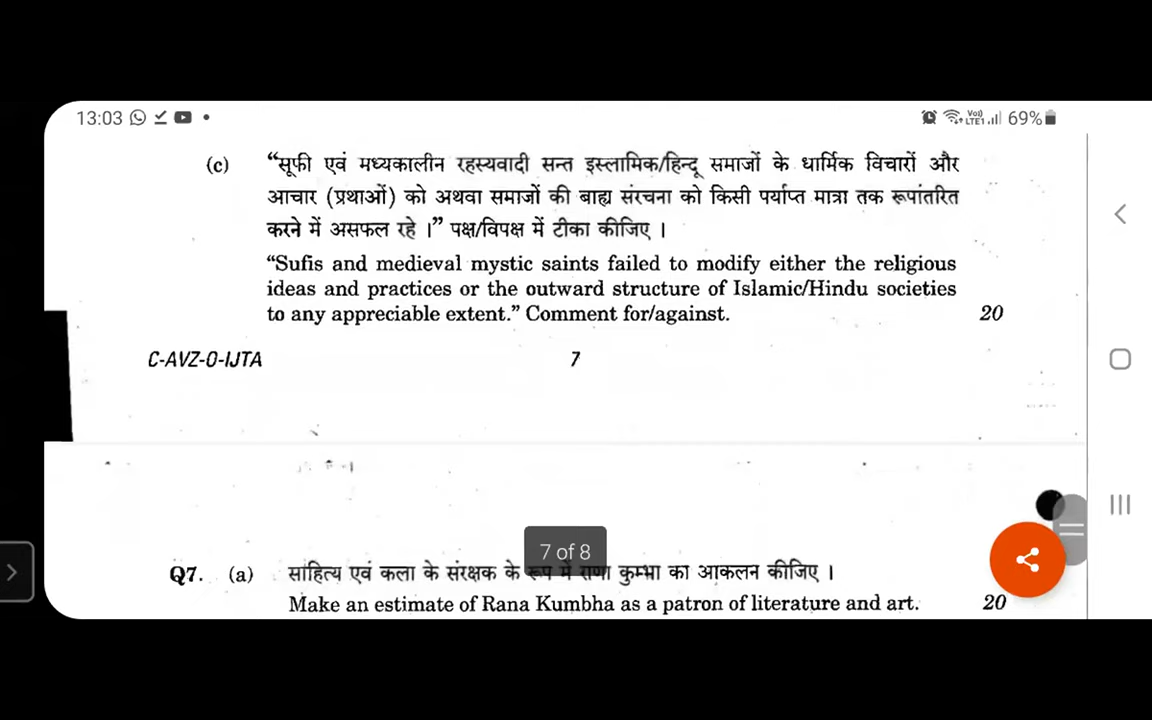 13:03
Vo)) LTE1 69%
(c) “सूफी एवं मध्यकालीन रहस्यवादी सन्त इस्लामिक/हिन्दू समाजों के धार्मिक विचारों और
आचार (प्रथाओं) को अथवा समाजों की बाह्य संरचना को किसी पर्याप्त मात्रा तक रूपांतरित
करने में असफल रहे ।” पक्ष/विपक्ष में टीका कीजिए ।
“Sufis and medieval mystic saints failed to modify either the religious
ideas and practices or the outward structure of Islamic/Hindu societies
to any appreciable extent.” Comment for/against. 20
C-AVZ-O-IJTA 7
7 of 8
Q7. (a) साहित्य एवं कला के संरक्षक के रूप में राणा कुम्भा का आकलन कीजिए ।
Make an estimate of Rana Kumbha as a patron of literature and art. 20